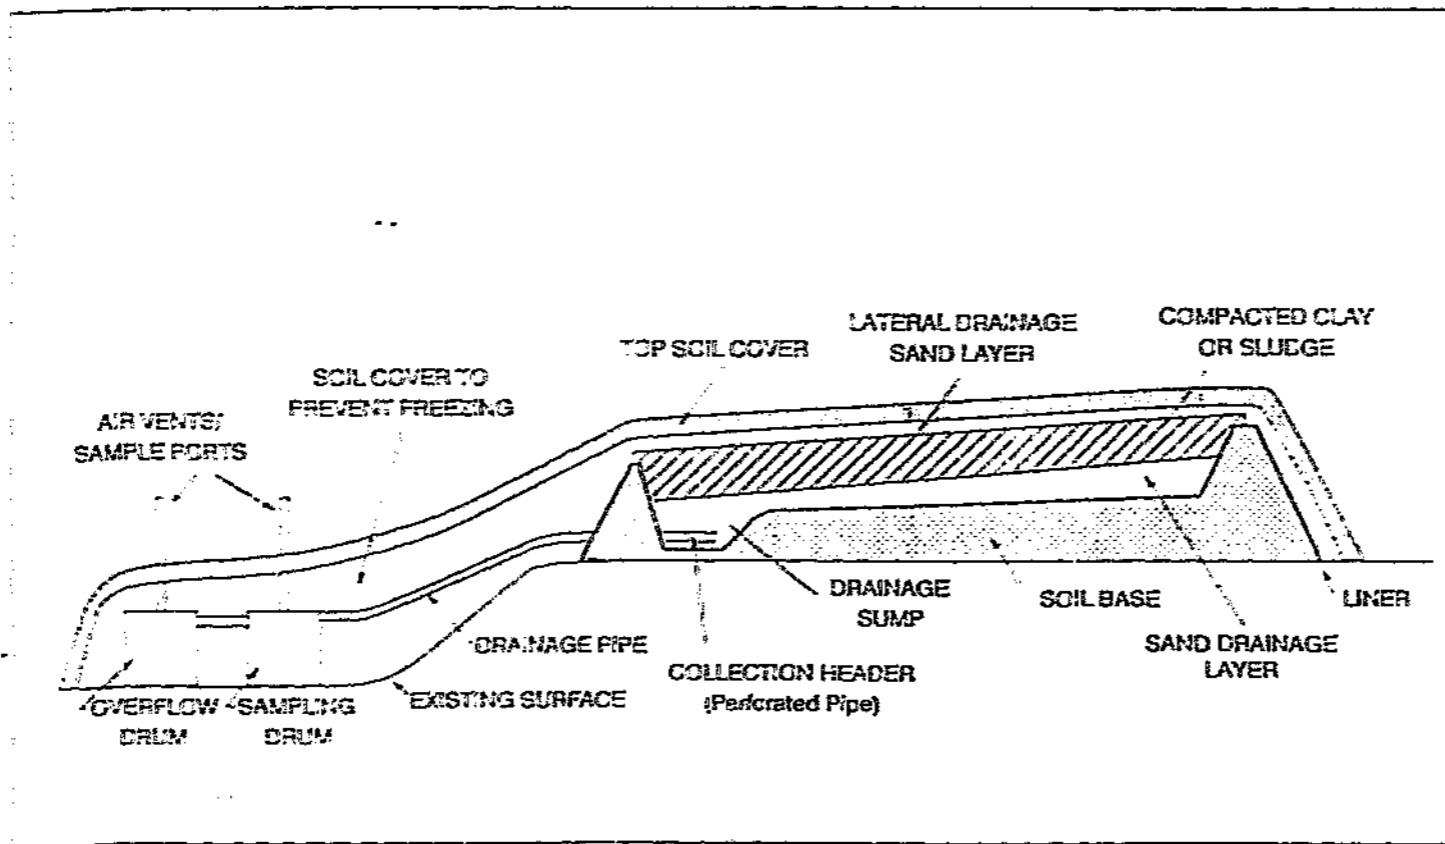 LATERAL DRAINAGE
SAND LAYER
COMPACTED CLAY
OR SLUDGE
TOP SOIL COVER
SOIL COVER TO
PREVENT FREEZING
AIR VENTS/
SAMPLE PORTS
DRAINAGE
SUMP
SOIL BASE
LINER
SAND DRAINAGE
LAYER
DRAINAGE PIPE
COLLECTION HEADER
(Perforated Pipe)
EXISTING SURFACE
OVERFLOW
DRUM
SAMPLING
DRUM